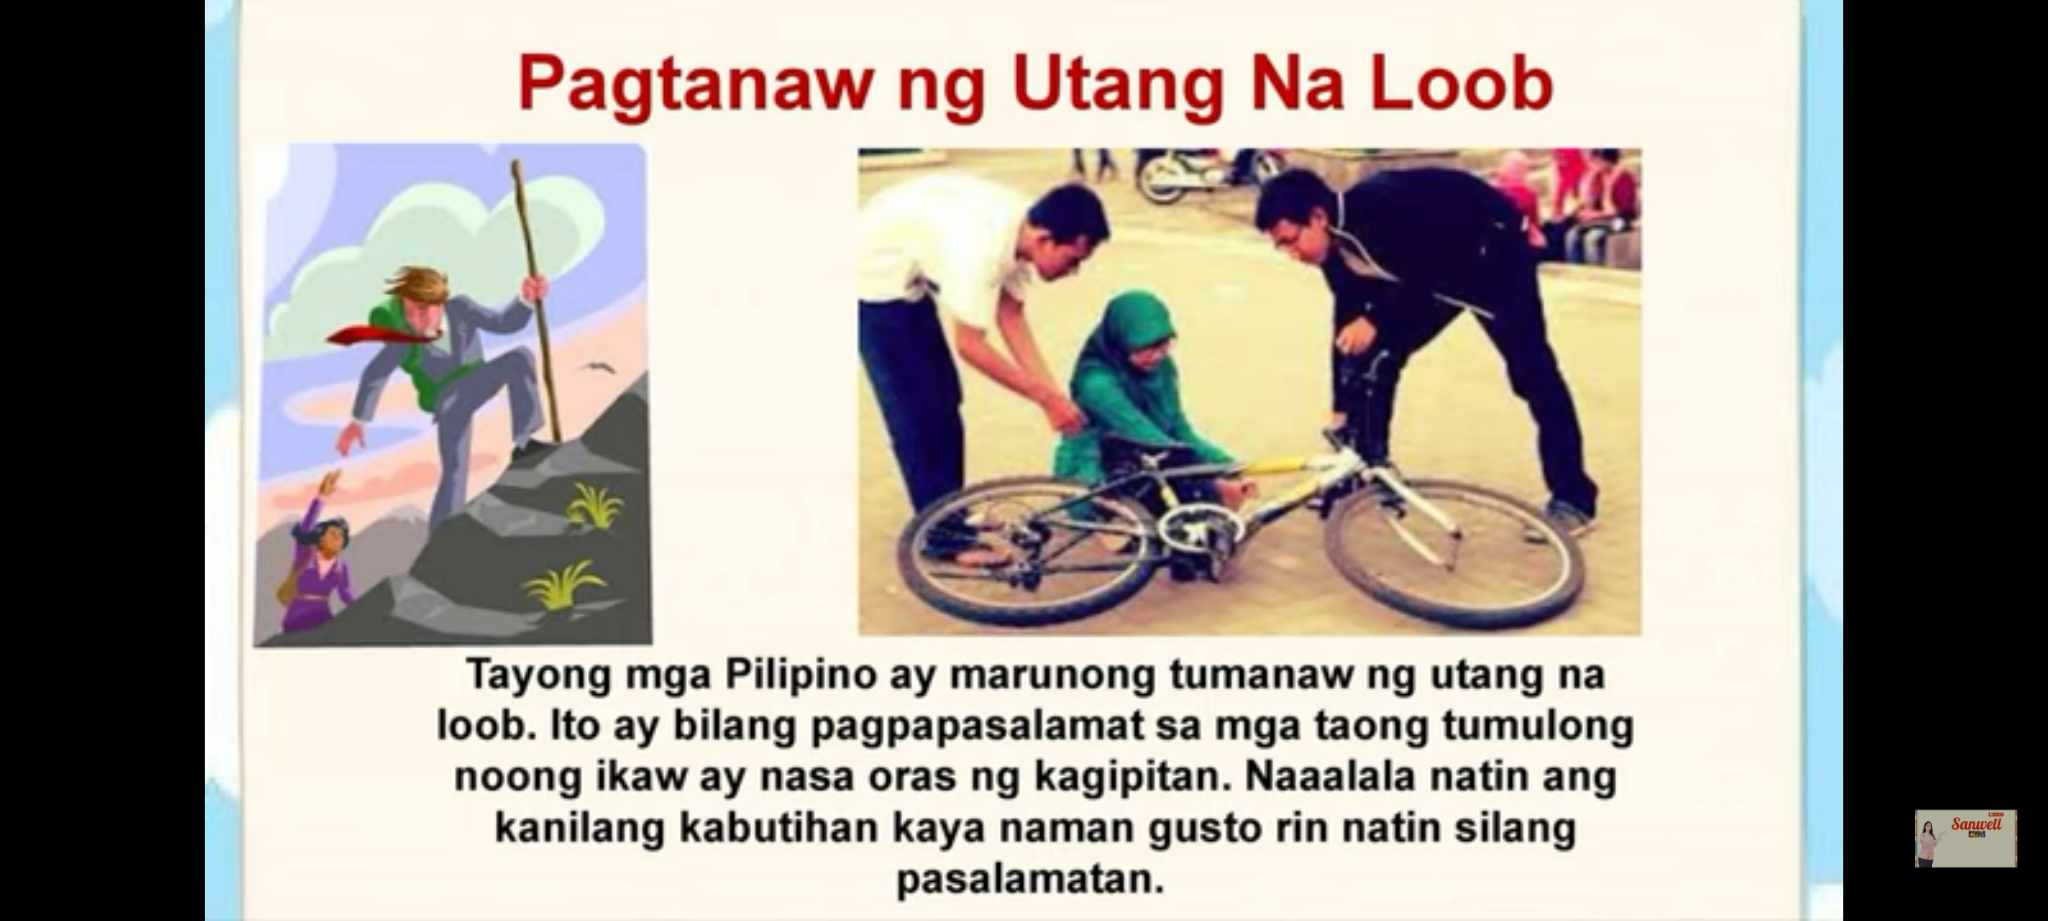 Pagtanaw ng Utang Na Loob
Tayong mga Pilipino ay marunong tumanaw ng utang na
loob. Ito ay bilang pagpapasalamat sa mga taong tumulong
noong ikaw ay nasa oras ng kagipitan. Naaalala natin ang
kanilang kabutihan kaya naman gusto rin natin silang
pasalamatan.
Sanwell